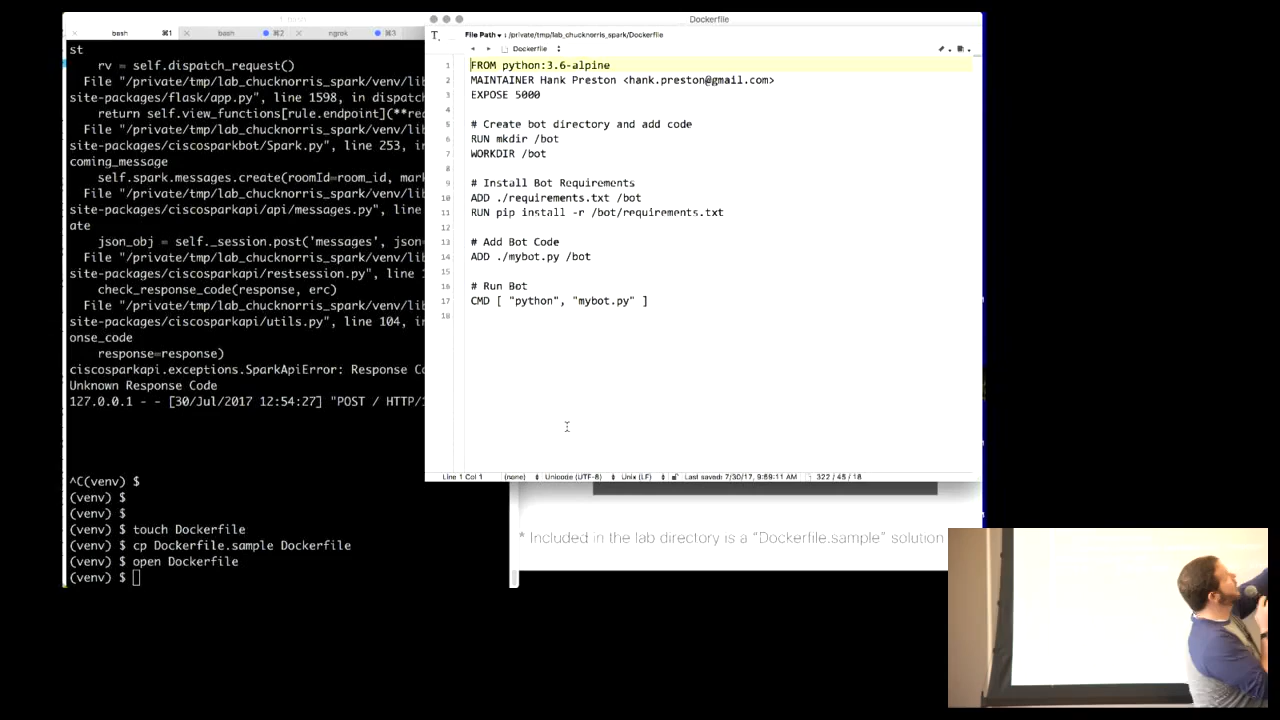 bash
bash ⌘1
bash ⌘2
ngrok ⌘3
st
rv = self.dispatch_request()
File "/private/tmp/lab_chucknorris_spark/venv/lib
site-packages/flask/app.py", line 1598, in dispatch
return self.view_functions[rule.endpoint](**req
File "/private/tmp/lab_chucknorris_spark/venv/lib
site-packages/ciscosparkbot/Spark.py", line 253, in
coming_message
self.spark.messages.create(roomId=room_id, mark
File "/private/tmp/lab_chucknorris_spark/venv/lib
site-packages/ciscosparkapi/api/messages.py", line
ate
json_obj = self._session.post('messages', json=
File "/private/tmp/lab_chucknorris_spark/venv/lib
site-packages/ciscosparkapi/restsession.py", line
check_response_code(response, erc)
File "/private/tmp/lab_chucknorris_spark/venv/lib
site-packages/ciscosparkapi/utils.py", line 104, in
onse_code
response=response)
ciscosparkapi.exceptions.SparkApiError: Response Co
Unknown Response Code
127.0.0.1 - - [30/Jul/2017 12:54:27] "POST / HTTP/
^C(venv) $
(venv) $
(venv) $
(venv) $ touch Dockerfile
(venv) $ cp Dockerfile.sample Dockerfile
(venv) $ open Dockerfile
(venv) $
Dockerfile
File Path ▾ : /private/tmp/lab_chucknorris_spark/Dockerfile
Dockerfile
1 FROM python:3.6-alpine
2 MAINTAINER Hank Preston <hank.preston@gmail.com>
3 EXPOSE 5000
4
5 # Create bot directory and add code
6 RUN mkdir /bot
7 WORKDIR /bot
8
9 # Install Bot Requirements
10 ADD ./requirements.txt /bot
11 RUN pip install -r /bot/requirements.txt
12
13 # Add Bot Code
14 ADD ./mybot.py /bot
15
16 # Run Bot
17 CMD [ "python", "mybot.py" ]
18
Line 1 Col 1 (none) Unicode (UTF-8) Unix (LF) Last saved: 7/30/17, 9:59:11 AM 322 / 45 / 18
* Included in the lab directory is a "Dockerfile.sample" solution